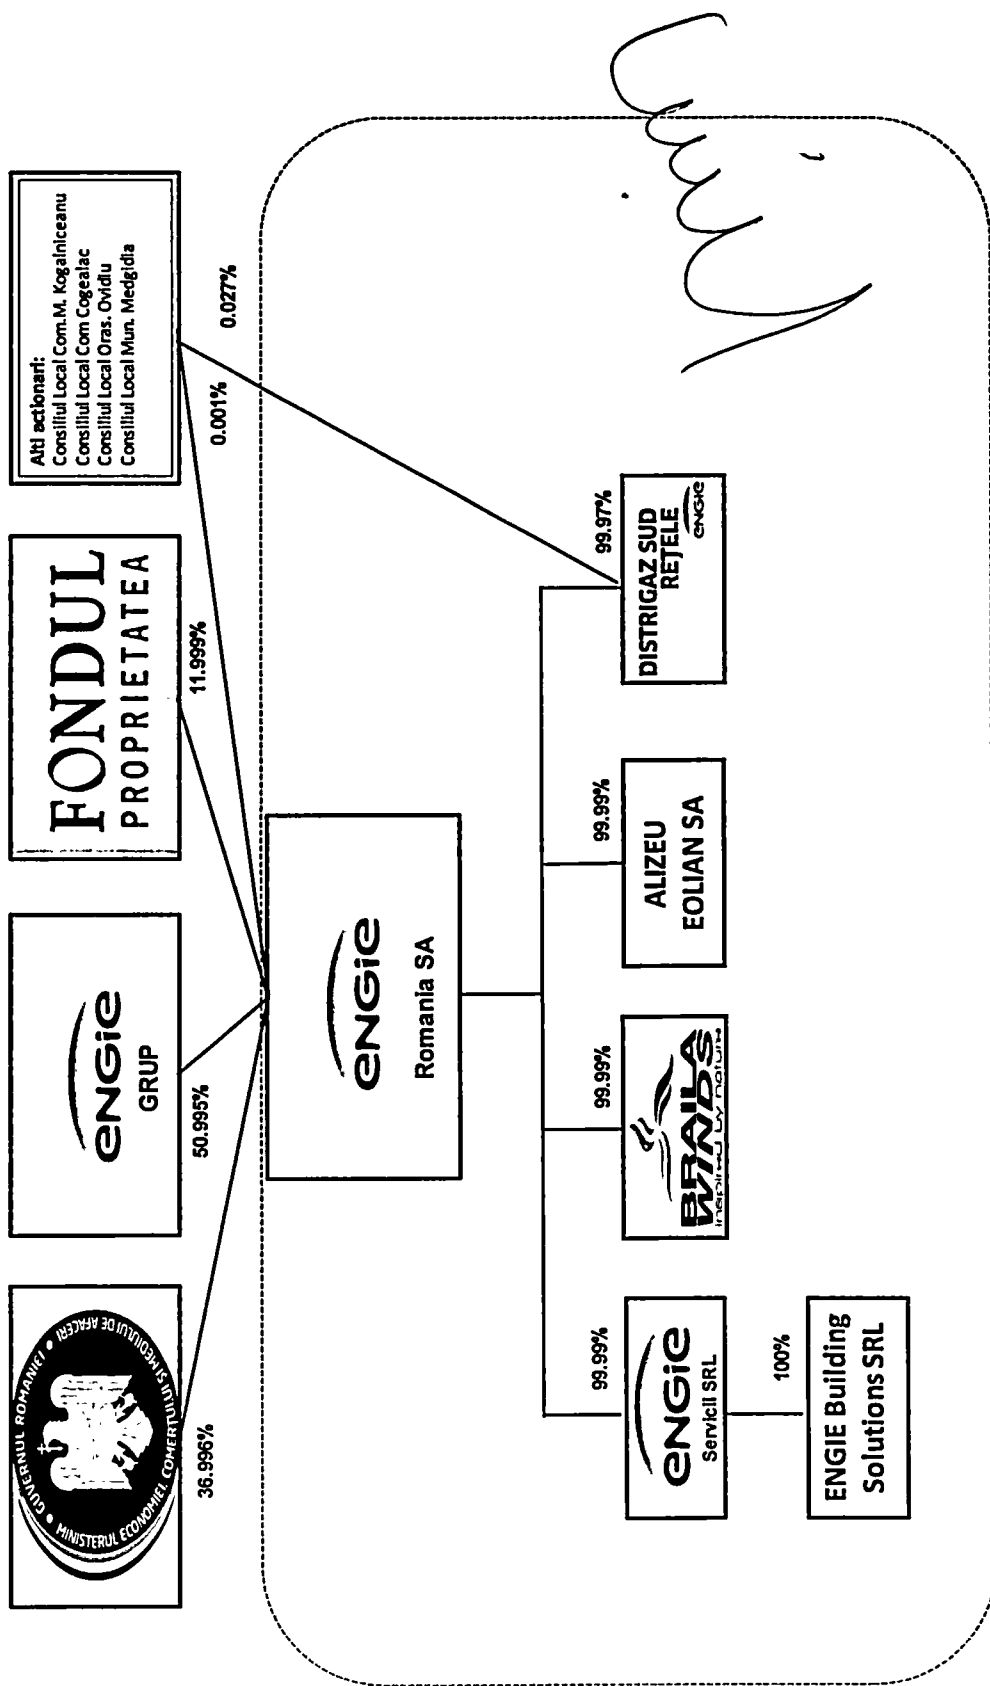 GUVERNUL ROMANIEI
MINISTERUL ECONOMIEI, COMERTULUI SI MEDIULUI DE AFACERI
36.996%
ENGIE
GRUP
50.995%
FONDUL
PROPRIETATEA
11.999%
Alti actionari:
Consiliul Local Com.M. Kogalniceanu
Consiliul Local Com Cogealac
Consiliul Local Oras. Ovidiu
Consiliul Local Mun. Medgidia
0.001%
0.027%
ENGIE
Romania SA
99.99%
ENGIE
Servicii SRL
100%
ENGIE Building
Solutions SRL
99.99%
BRAILA
WINDS
inspired by nature
99.99%
ALIZEU
EOLIAN SA
99.97%
DISTRIGAZ SUD
REȚELE
ENGIE